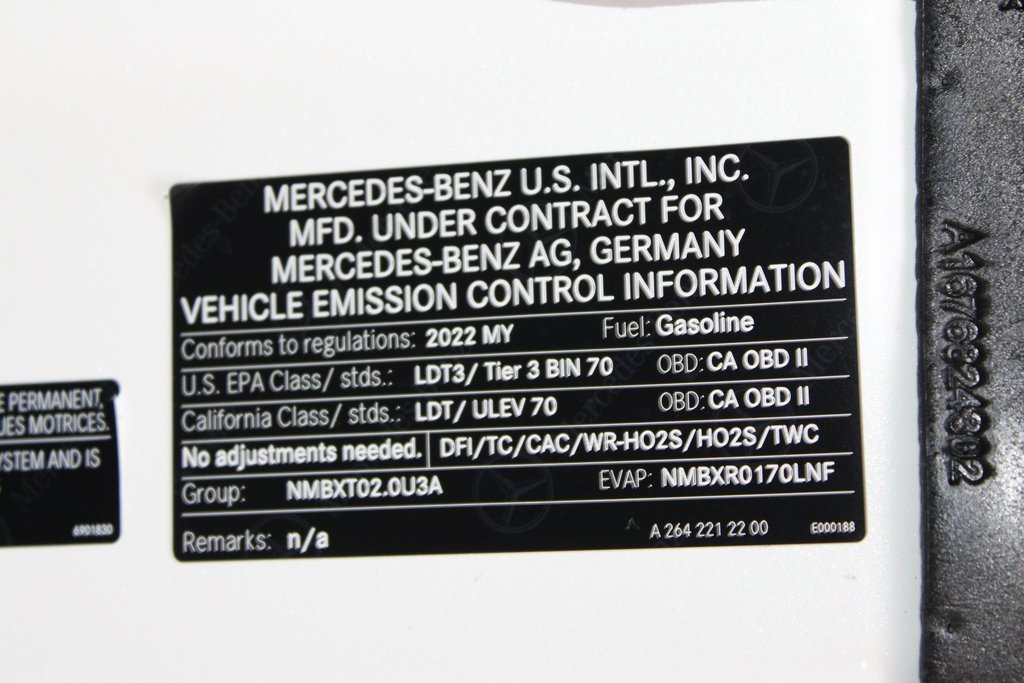 MERCEDES-BENZ U.S. INTL., INC.
MFD. UNDER CONTRACT FOR
MERCEDES-BENZ AG, GERMANY
VEHICLE EMISSION CONTROL INFORMATION
Conforms to regulations: 2022 MY Fuel: Gasoline
U.S. EPA Class/ stds.: LDT3/ Tier 3 BIN 70 OBD: CA OBD II
California Class/ stds.: LDT/ ULEV 70 OBD: CA OBD II
No adjustments needed. DFI/TC/CAC/WR-HO2S/HO2S/TWC
Group: NMBXT02.0U3A EVAP: NMBXR0170LNF
Remarks: n/a A 264 221 22 00 E000188
PERMANENT,
UES MOTRICES.
YSTEM AND IS
6901830
A1676824302